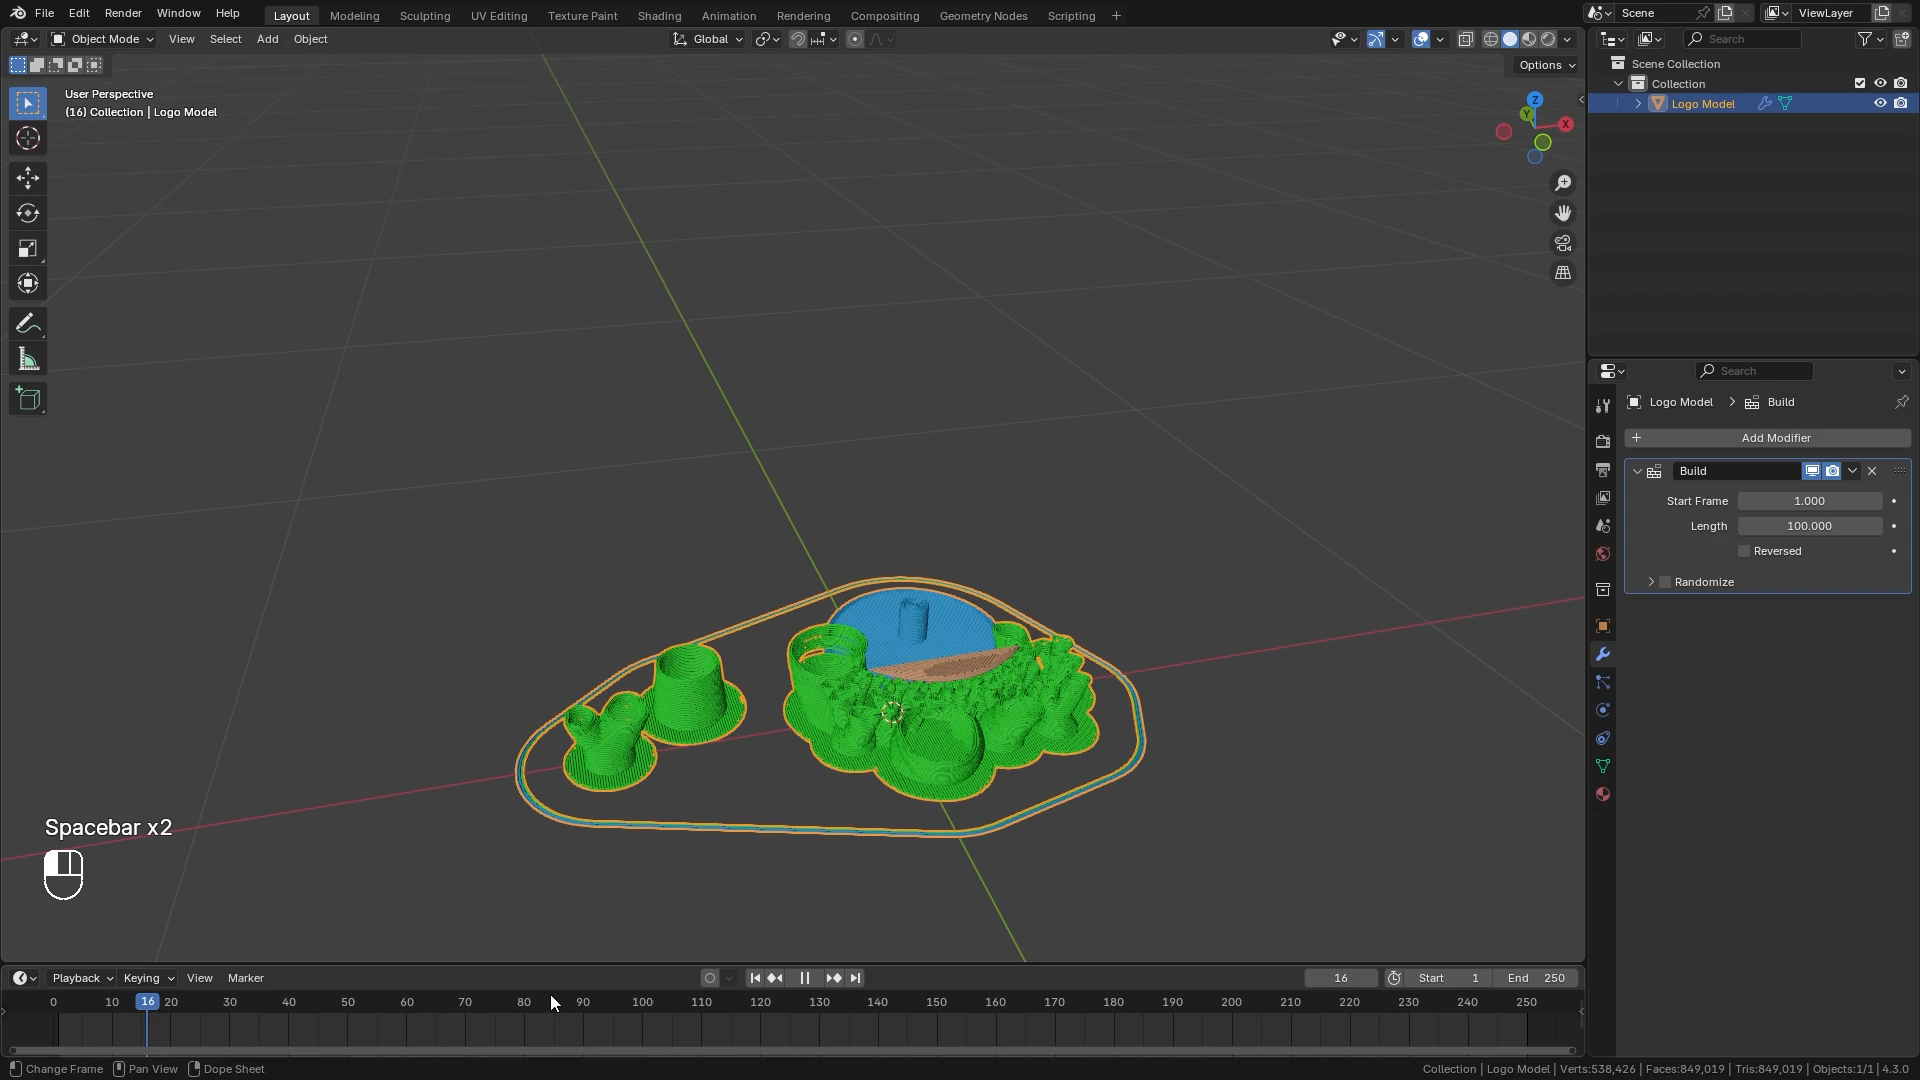 File Edit Render Window Help Layout Modeling Sculpting UV Editing Texture Paint Shading Animation Rendering Compositing Geometry Nodes Scripting + Scene ViewLayer
Object Mode View Select Add Object Global Search
Options
User Perspective
(16) Collection | Logo Model
Z
Y
X
Scene Collection
Collection
Logo Model
Search
Logo Model > Build
+ Add Modifier
Build
Start Frame 1.000
Length 100.000
Reversed
Randomize
Spacebar x2
Playback Keying View Marker 16 Start 1 End 250
0 10 16 20 30 40 50 60 70 80 90 100 110 120 130 140 150 160 170 180 190 200 210 220 230 240 250
Change Frame Pan View Dope Sheet Collection | Logo Model | Verts:538,426 | Faces:849,019 | Tris:849,019 | Objects:1/1 | 4.3.0